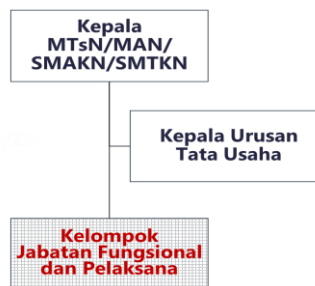 Kepala
MTsN/MAN/
SMAKN/SMTKN
Kepala Urusan
Tata Usaha
Kelompok
Jabatan Fungsional
dan Pelaksana